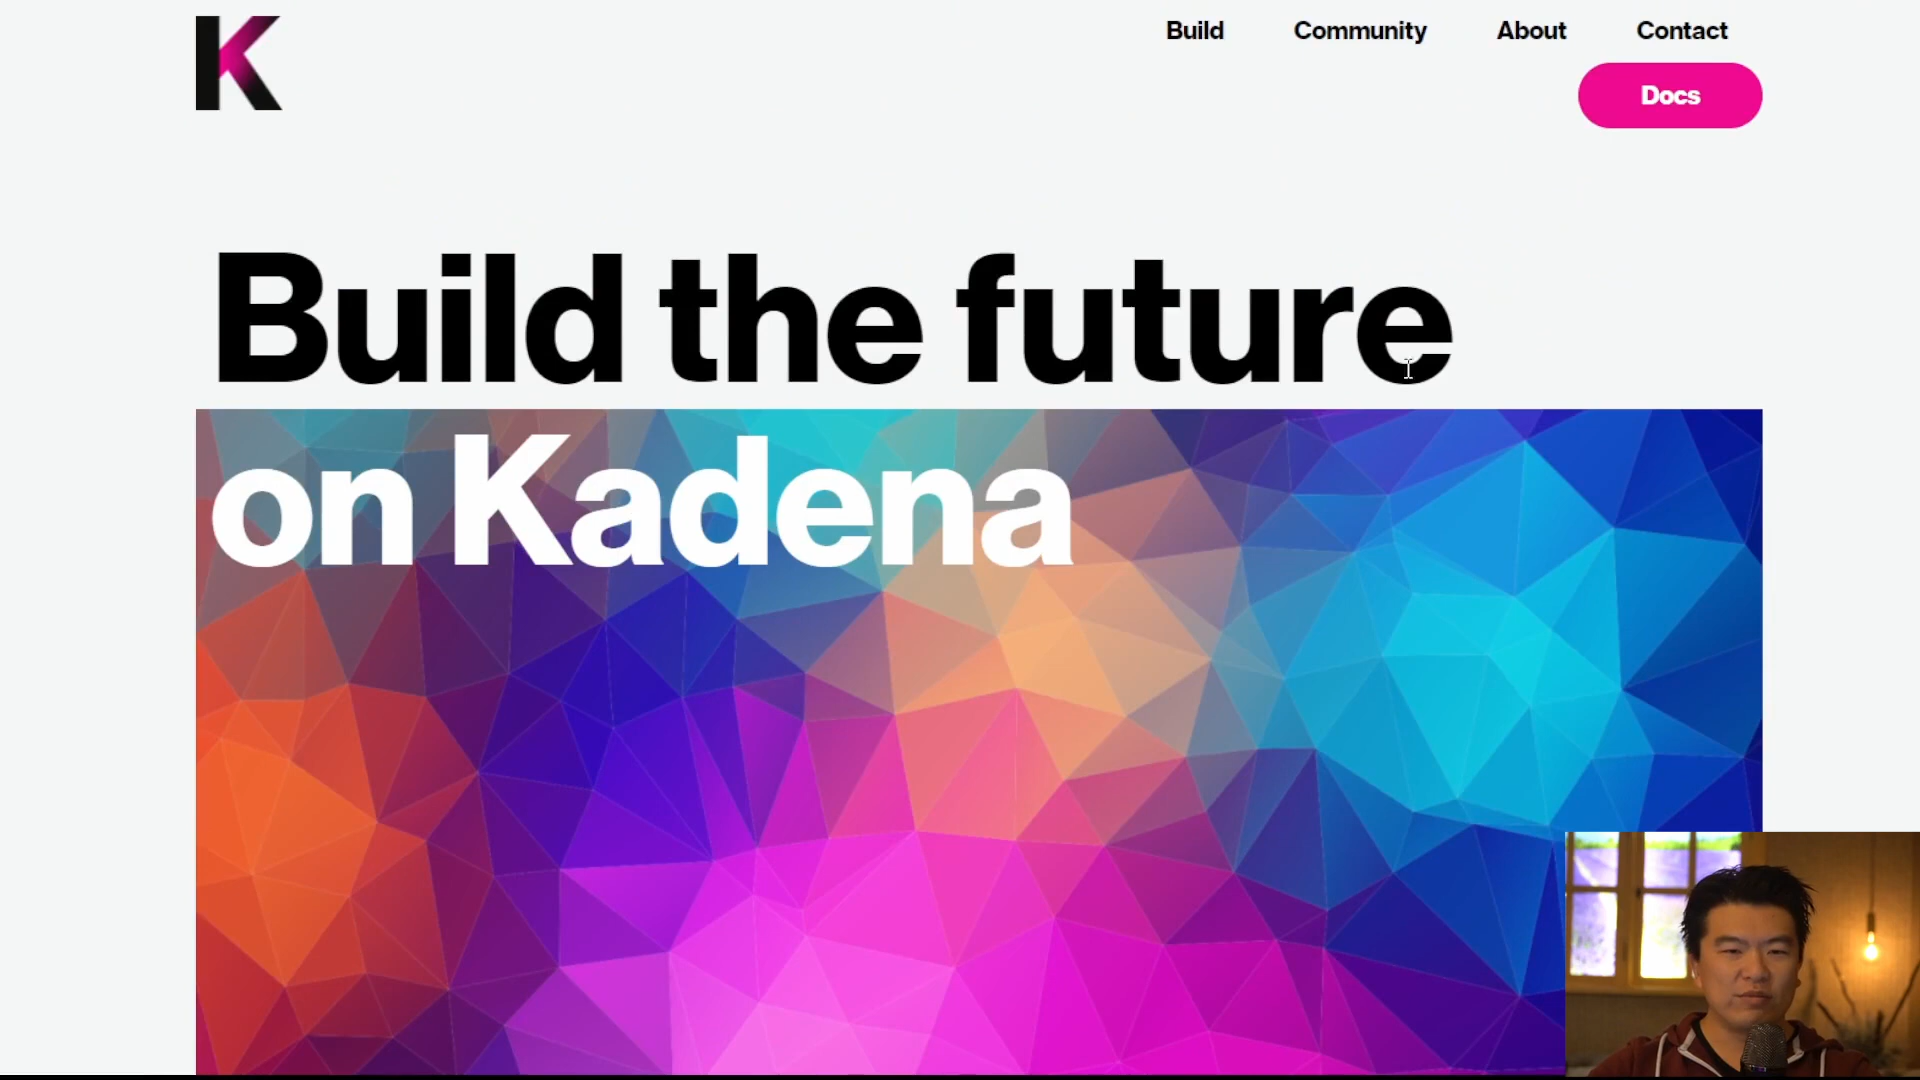 K
Build Community About Contact
Docs
Build the future
on Kadena